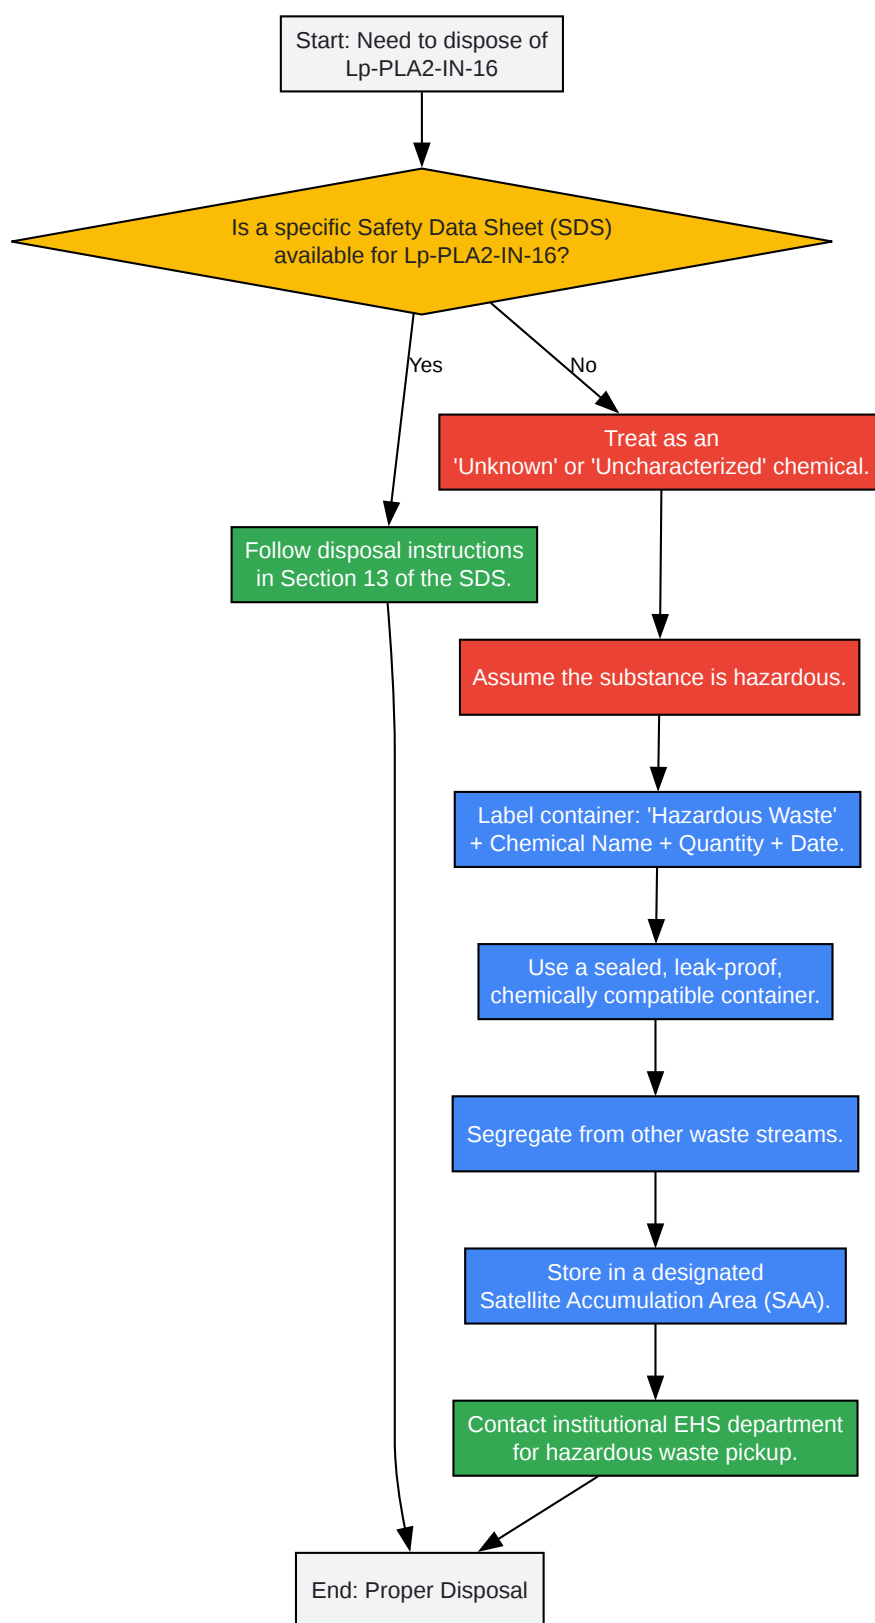 Start: Need to dispose of
Lp-PLA2-IN-16
Is a specific Safety Data Sheet (SDS)
available for Lp-PLA2-IN-16?
Yes
No
Treat as an
'Unknown' or 'Uncharacterized' chemical.
Follow disposal instructions
in Section 13 of the SDS.
Assume the substance is hazardous.
Label container: 'Hazardous Waste'
+ Chemical Name + Quantity + Date.
Use a sealed, leak-proof,
chemically compatible container.
Segregate from other waste streams.
Store in a designated
Satellite Accumulation Area (SAA).
Contact institutional EHS department
for hazardous waste pickup.
End: Proper Disposal